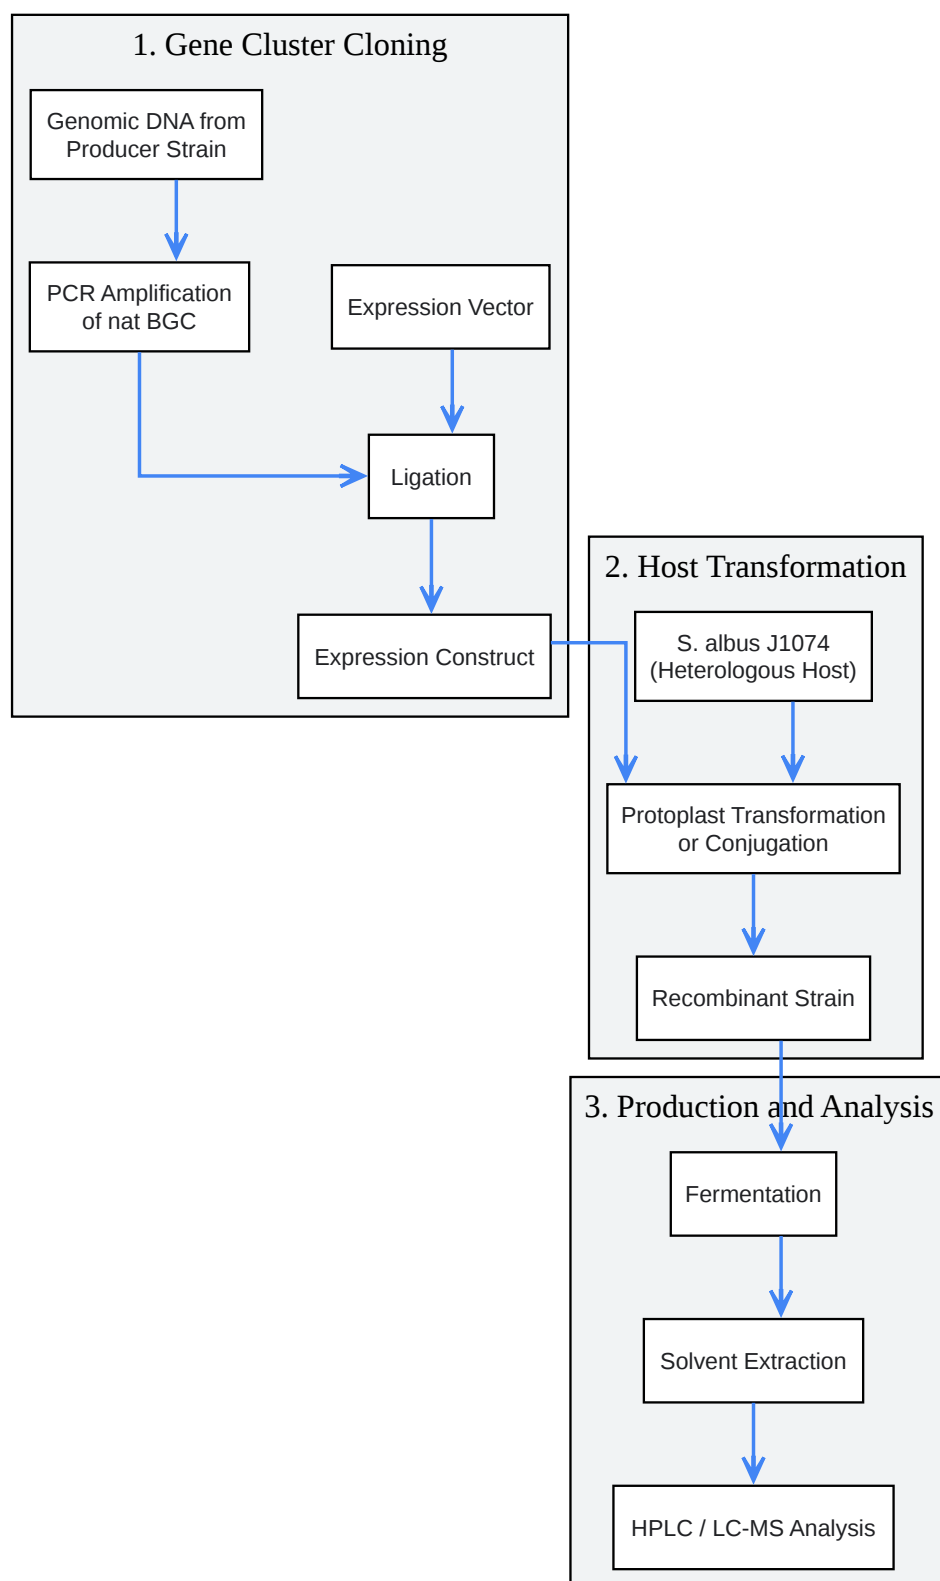 1. Gene Cluster Cloning
Genomic DNA from
Producer Strain
PCR Amplification
of nat BGC
Expression Vector
Ligation
Expression Construct
2. Host Transformation
S. albus J1074
(Heterologous Host)
Protoplast Transformation
or Conjugation
Recombinant Strain
3. Production and Analysis
Fermentation
Solvent Extraction
HPLC / LC-MS Analysis